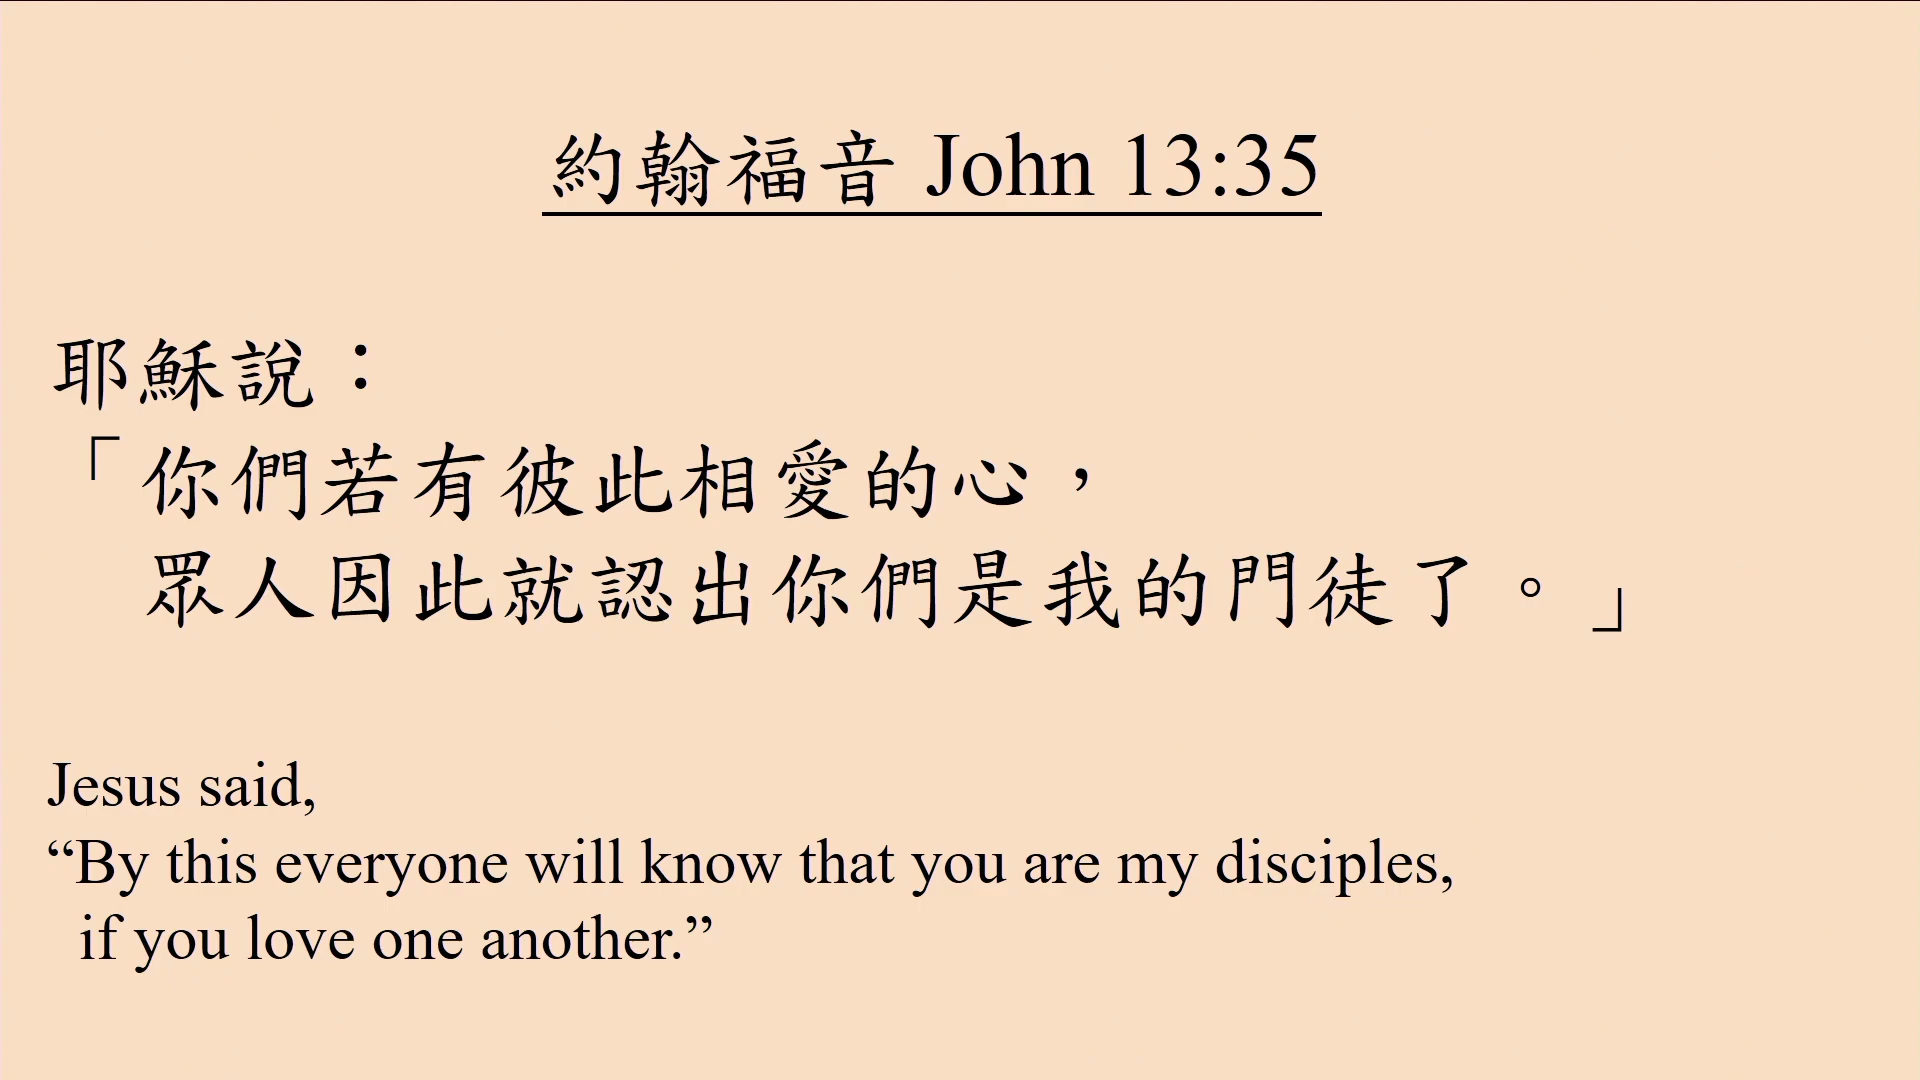 約翰福音 John 13:35
耶穌說：
「你們若有彼此相愛的心，
眾人因此就認出你們是我的門徒了。」
Jesus said,
“By this everyone will know that you are my disciples,
if you love one another.”